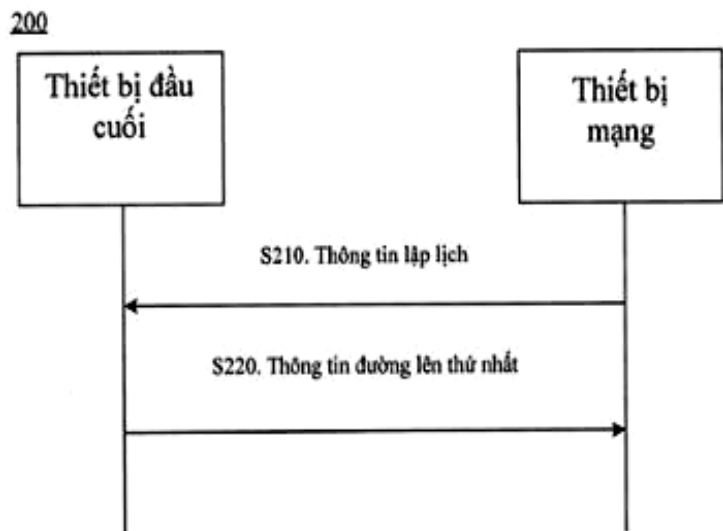 200
Thiết bị đầu
cuối
Thiết bị
mạng
S210. Thông tin lập lịch
S220. Thông tin đường lên thứ nhất